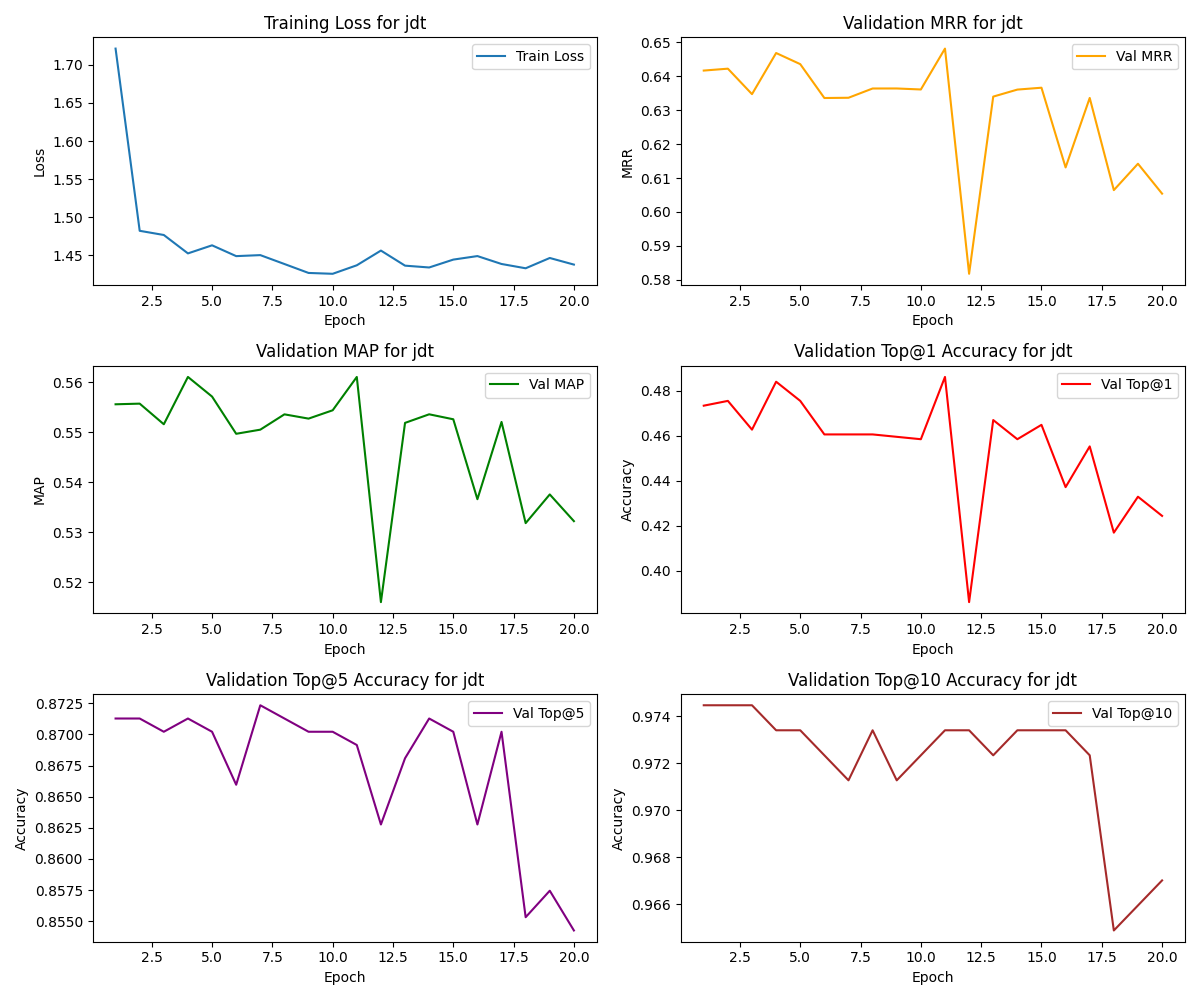 Training Loss for jdt
Train Loss
1.70
1.65
1.60
1.55
1.50
1.45
Loss
2.5 5.0 7.5 10.0 12.5 15.0 17.5 20.0
Epoch
Validation MRR for jdt
Val MRR
0.65
0.64
0.63
0.62
0.61
0.60
0.59
0.58
MRR
2.5 5.0 7.5 10.0 12.5 15.0 17.5 20.0
Epoch
Validation MAP for jdt
Val MAP
0.56
0.55
0.54
0.53
0.52
MAP
2.5 5.0 7.5 10.0 12.5 15.0 17.5 20.0
Epoch
Validation Top@1 Accuracy for jdt
Val Top@1
0.48
0.46
0.44
0.42
0.40
Accuracy
2.5 5.0 7.5 10.0 12.5 15.0 17.5 20.0
Epoch
Validation Top@5 Accuracy for jdt
Val Top@5
0.8725
0.8700
0.8675
0.8650
0.8625
0.8600
0.8575
0.8550
Accuracy
2.5 5.0 7.5 10.0 12.5 15.0 17.5 20.0
Epoch
Validation Top@10 Accuracy for jdt
Val Top@10
0.974
0.972
0.970
0.968
0.966
Accuracy
2.5 5.0 7.5 10.0 12.5 15.0 17.5 20.0
Epoch